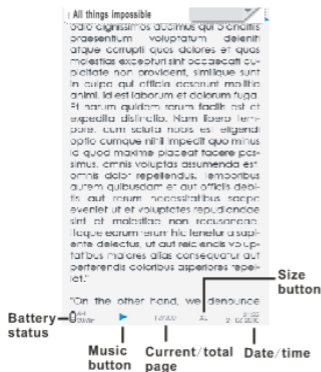 All things impossible
odio dignissimos ducimus qui blanditiis
praesentium voluptatum deleniti
atque corrupti quos dolores et quas
molestias excepturi sint occaecati cu-
piditate non provident, similique sunt
in culpa qui officia deserunt mollitia
animi, id est laborum et dolorum fuga.
Et harum quidem rerum facilis est et
expedita distinctio. Nam libero tem-
pore, cum soluta nobis est eligendi
optio cumque nihil impedit quo minus
id quod maxime placeat facere pos-
simus, omnis voluptas assumenda est,
omnis dolor repellendus. Temporibus
autem quibusdam et aut officiis debi-
tis aut rerum necessitatibus saepe
eveniet ut et voluptates repudiandae
sint et molestiae non recusandae.
Itaque earum rerum hic tenetur a sapi-
ente delectus, ut aut reiciendis volup-
tatibus maiores alias consequatur aut
perferendis doloribus asperiores repel-
lat."
"On the other hand, we denounce
Size
button
Battery
status
Music
button
Current/total
page
Date/time